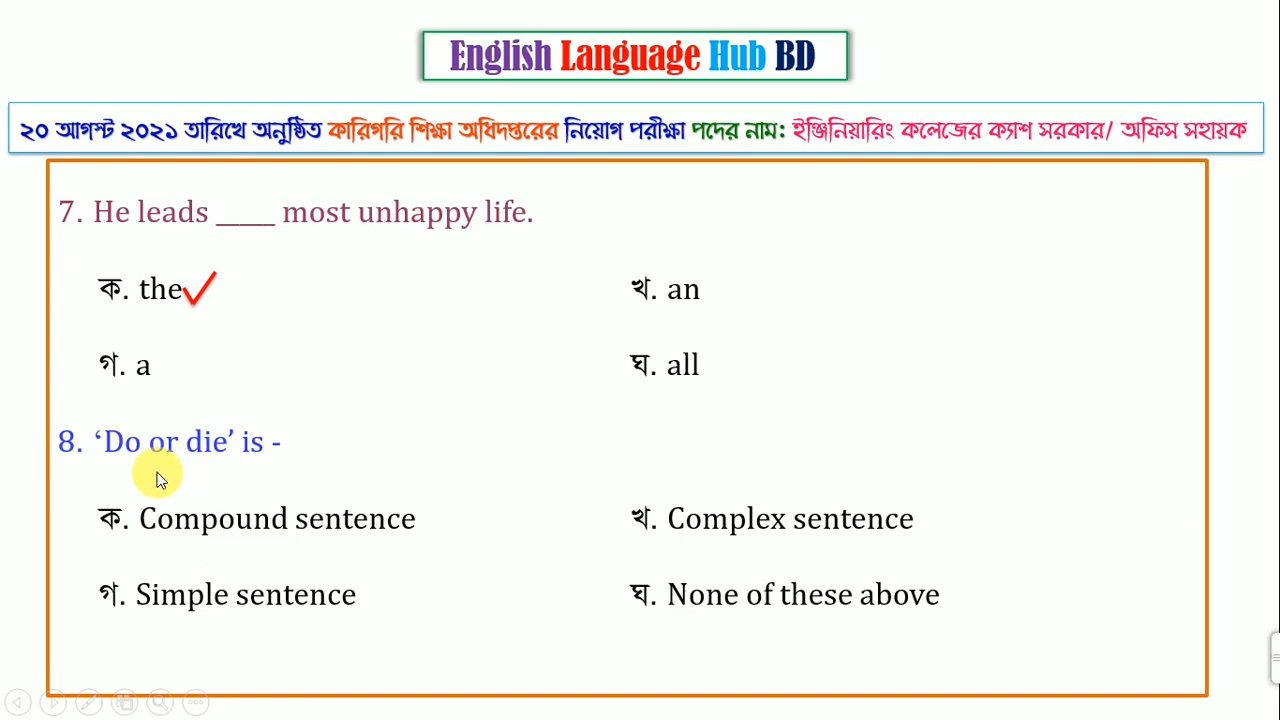 English Language Hub BD
২০ আগস্ট ২০২১ তারিখে অনুষ্ঠিত কারিগরি শিক্ষা অধিদপ্তরের নিয়োগ পরীক্ষা পদের নাম: ইঞ্জিনিয়ারিং কলেজের ক্যাশ সরকার/ অফিস সহায়ক
7. He leads _____ most unhappy life.
ক. the✓ খ. an
গ. a ঘ. all
8. ‘Do or die’ is -
ক. Compound sentence খ. Complex sentence
গ. Simple sentence ঘ. None of these above